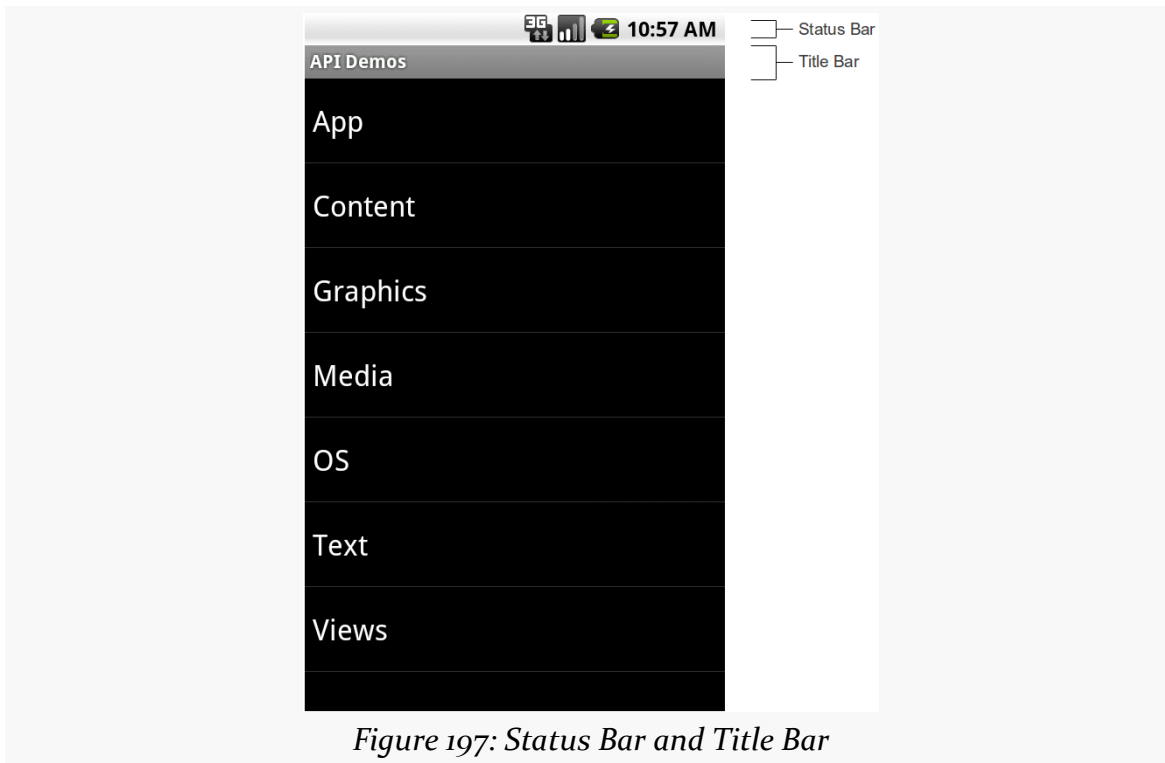 3G 10:57 AM Status Bar
API Demos Title Bar
App
Content
Graphics
Media
OS
Text
Views
Figure 197: Status Bar and Title Bar